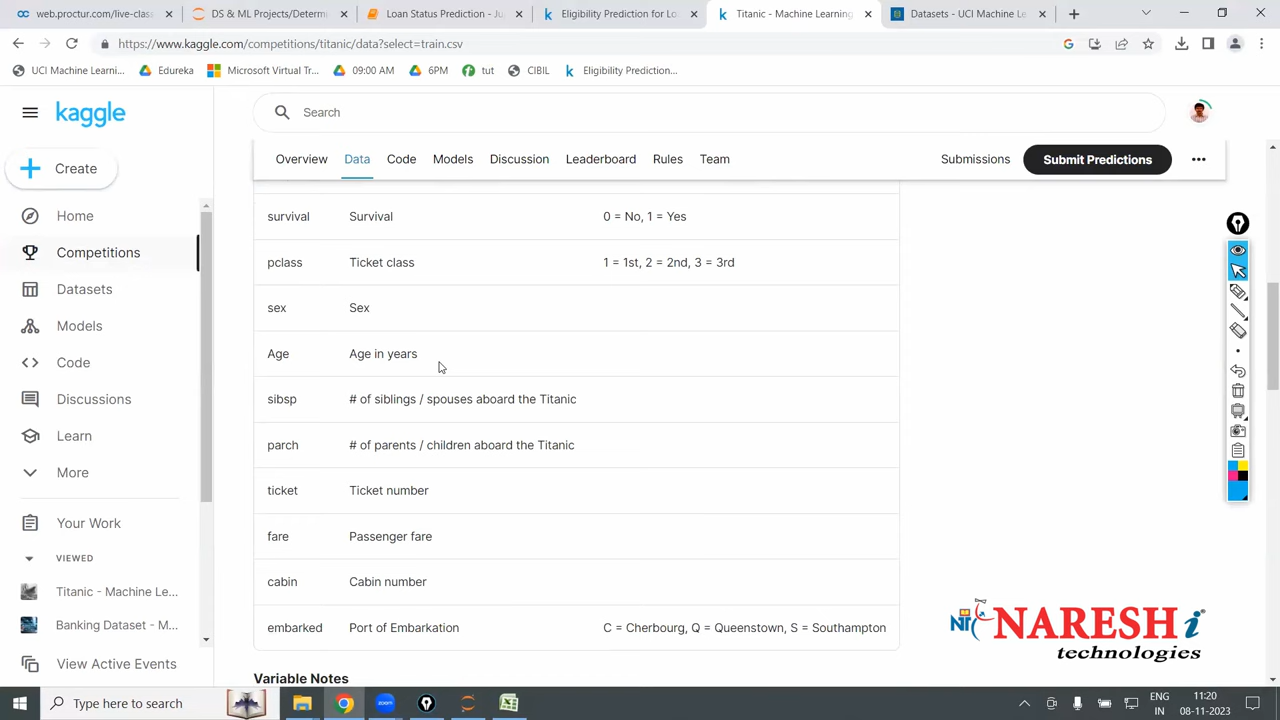 web.proctur.com/live-class
DS & ML Projects/Determi
Loan Status Prediction - Ju
Eligibility Prediction for Lo
Titanic - Machine Learning
Datasets - UCI Machine Le
https://www.kaggle.com/competitions/titanic/data?select=train.csv
UCI Machine Learni...
Edureka
Microsoft Virtual Tr...
09:00 AM
6PM
tut
CIBIL
Eligibility Prediction...
kaggle
Search
Create
Overview
Data
Code
Models
Discussion
Leaderboard
Rules
Team
Submissions
Submit Predictions
Home
Competitions
Datasets
Models
Code
Discussions
Learn
More
Your Work
VIEWED
Titanic - Machine Le...
Banking Dataset - M...
View Active Events
survival Survival 0 = No, 1 = Yes
pclass Ticket class 1 = 1st, 2 = 2nd, 3 = 3rd
sex Sex
Age Age in years
sibsp # of siblings / spouses aboard the Titanic
parch # of parents / children aboard the Titanic
ticket Ticket number
fare Passenger fare
cabin Cabin number
embarked Port of Embarkation C = Cherbourg, Q = Queenstown, S = Southampton
Variable Notes
NARESH i
technologies
Type here to search
ENG
IN
11:20
08-11-2023